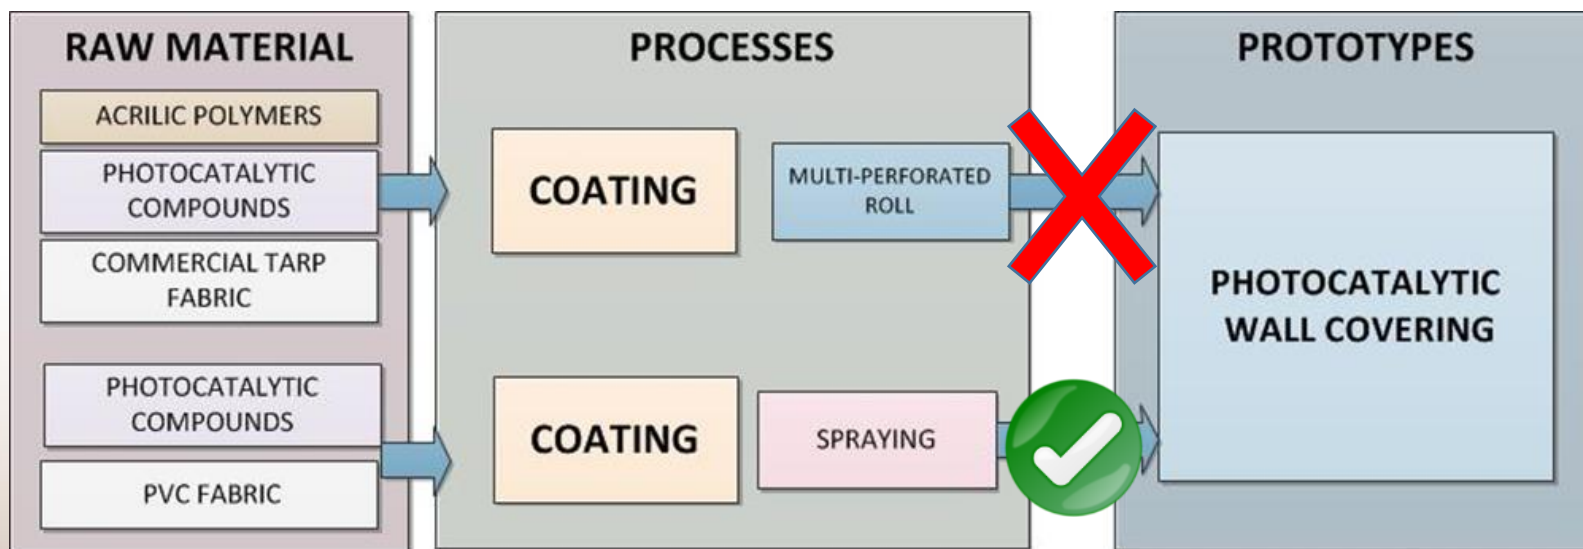 RAW MATERIAL
ACRILIC POLYMERS
PHOTOCATALYTIC
COMPOUNDS
COMMERCIAL TARP
FABRIC
PHOTOCATALYTIC
COMPOUNDS
PVC FABRIC
PROCESSES
COATING
MULTI-PERFORATED
ROLL
COATING
SPRAYING
PROTOTYPES
PHOTOCATALYTIC
WALL COVERING